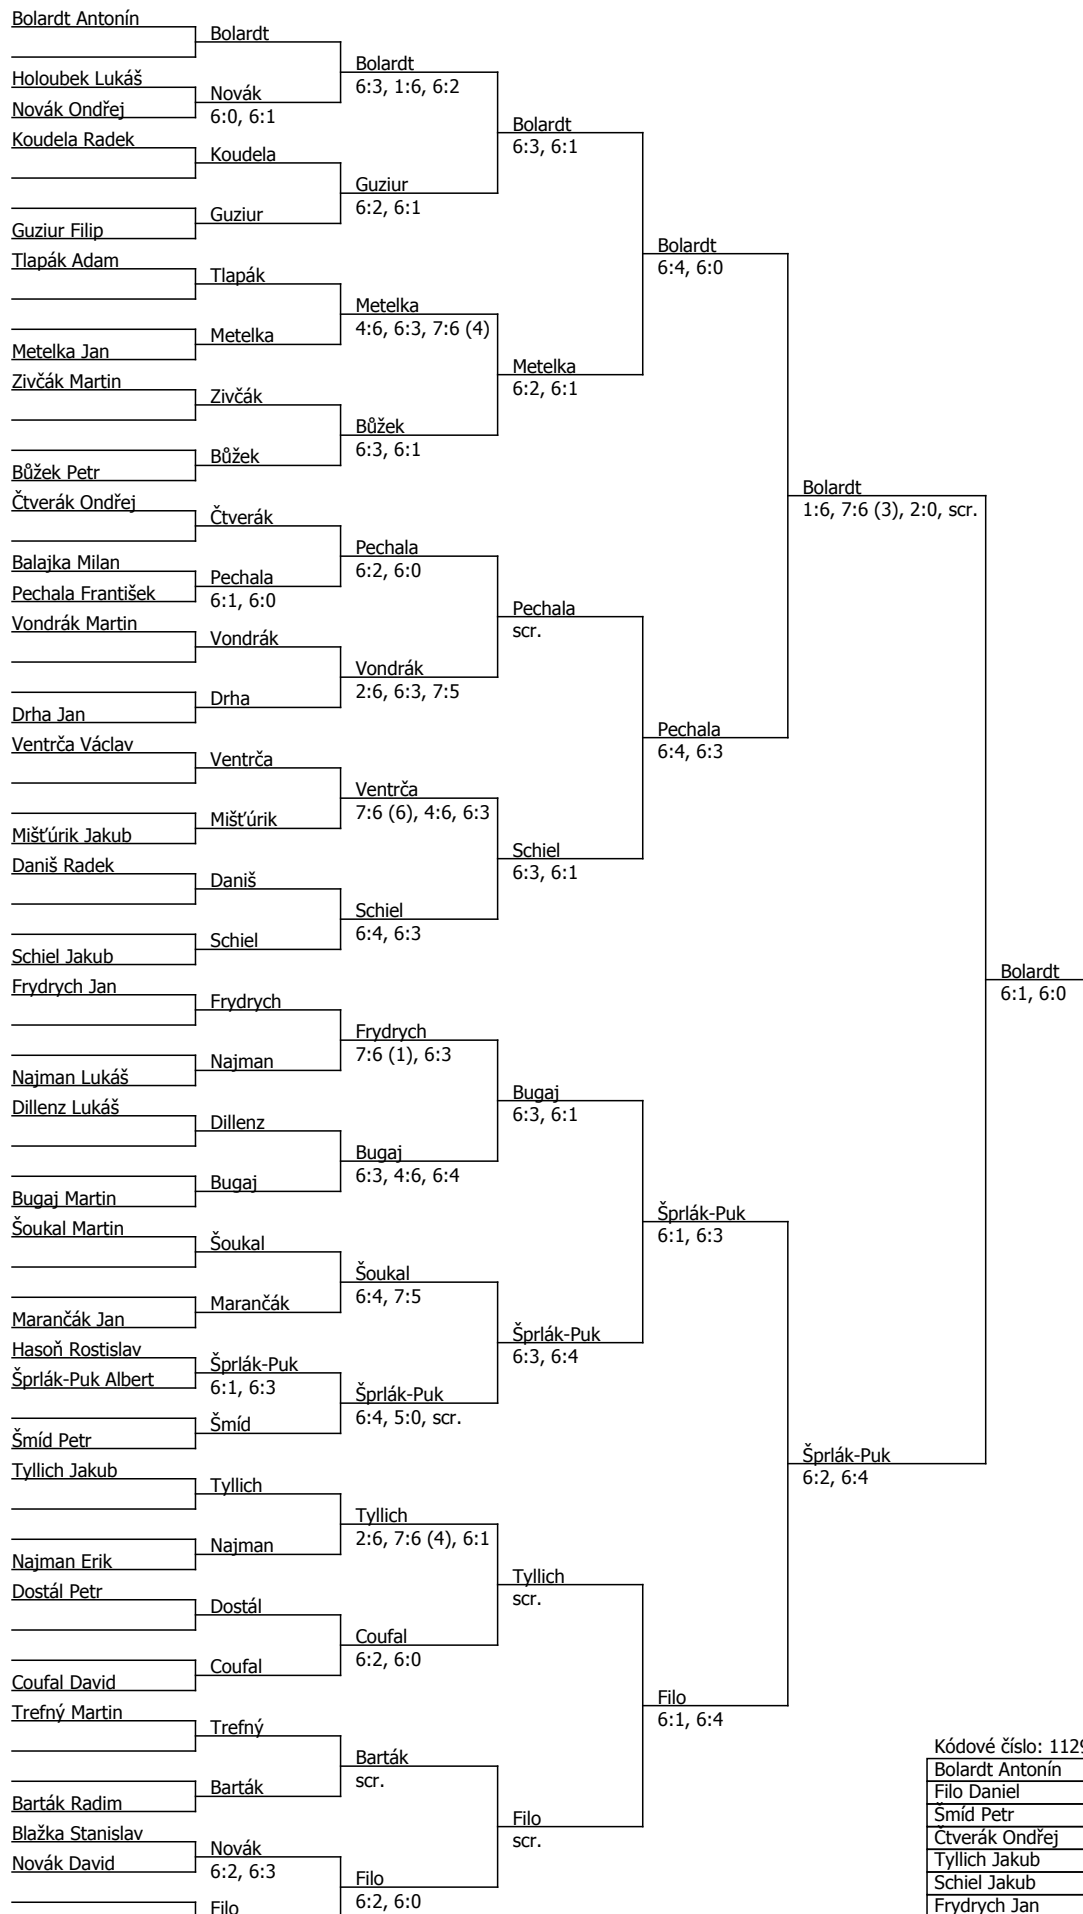 Bolardt Antonín
Holoubek Lukáš
Novák Ondřej
Koudela Radek
Guziur Filip
Tlapák Adam
Metelka Jan
Zivčák Martin
Bůžek Petr
Čtverák Ondřej
Balajka Milan
Pechala František
Vondrák Martin
Drha Jan
Ventrča Václav
Mišťúrik Jakub
Daniš Radek
Schiel Jakub
Frydrych Jan
Najman Lukáš
Dillenz Lukáš
Bugaj Martin
Šoukal Martin
Marančák Jan
Hasoň Rostislav
Šprlák-Puk Albert
Šmíd Petr
Tyllich Jakub
Najman Erik
Dostál Petr
Coufal David
Trefný Martin
Barták Radim
Blažka Stanislav
Novák David
Bolardt
Novák
6:0, 6:1
Koudela
Guziur
Tlapák
Metelka
Zivčák
Bůžek
Čtverák
Pechala
6:1, 6:0
Vondrák
Drha
Ventrča
Mišťúrik
Daniš
Schiel
Frydrych
Najman
Dillenz
Bugaj
Šoukal
Marančák
Šprlák-Puk
6:1, 6:3
Šmíd
Tyllich
Najman
Dostál
Coufal
Trefný
Barták
Novák
6:2, 6:3
Filo
Bolardt
6:3, 1:6, 6:2
Guziur
6:2, 6:1
Metelka
4:6, 6:3, 7:6 (4)
Bůžek
6:3, 6:1
Pechala
6:2, 6:0
Vondrák
2:6, 6:3, 7:5
Ventrča
7:6 (6), 4:6, 6:3
Schiel
6:4, 6:3
Frydrych
7:6 (1), 6:3
Bugaj
6:3, 4:6, 6:4
Šoukal
6:4, 7:5
Šprlák-Puk
6:4, 5:0, scr.
Tyllich
2:6, 7:6 (4), 6:1
Coufal
6:2, 6:0
Barták
scr.
Filo
6:2, 6:0
Bolardt
6:3, 6:1
Metelka
6:2, 6:1
Pechala
scr.
Schiel
6:3, 6:1
Bugaj
6:3, 6:1
Šprlák-Puk
6:3, 6:4
Tyllich
scr.
Filo
scr.
Bolardt
6:4, 6:0
Pechala
6:4, 6:3
Šprlák-Puk
6:1, 6:3
Filo
6:1, 6:4
Bolardt
1:6, 7:6 (3), 2:0, scr.
Šprlák-Puk
6:2, 6:4
Bolardt
6:1, 6:0
Kódové číslo: 1129
Bolardt Antonín
Filo Daniel
Šmíd Petr
Čtverák Ondřej
Tyllich Jakub
Schiel Jakub
Frydrych Jan